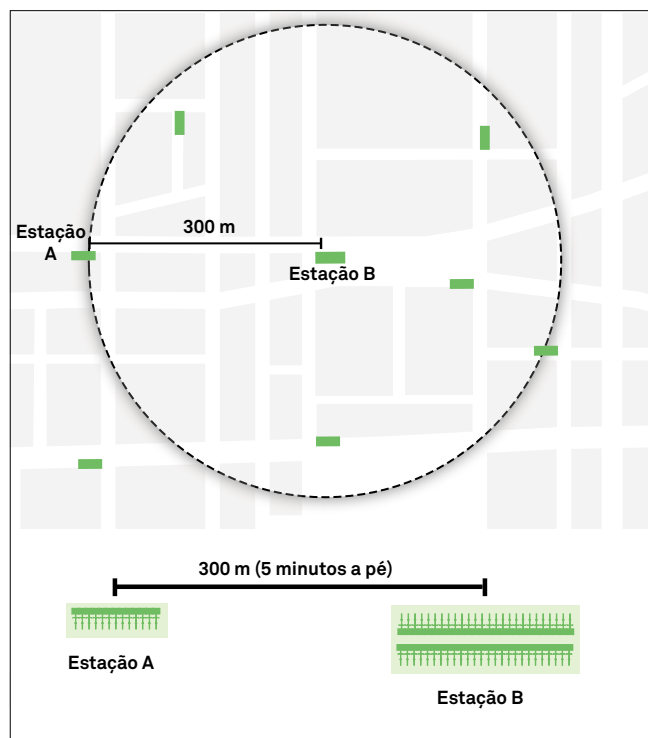 300 m
Estação
A
Estação B
300 m (5 minutos a pé)
Estação A
Estação B